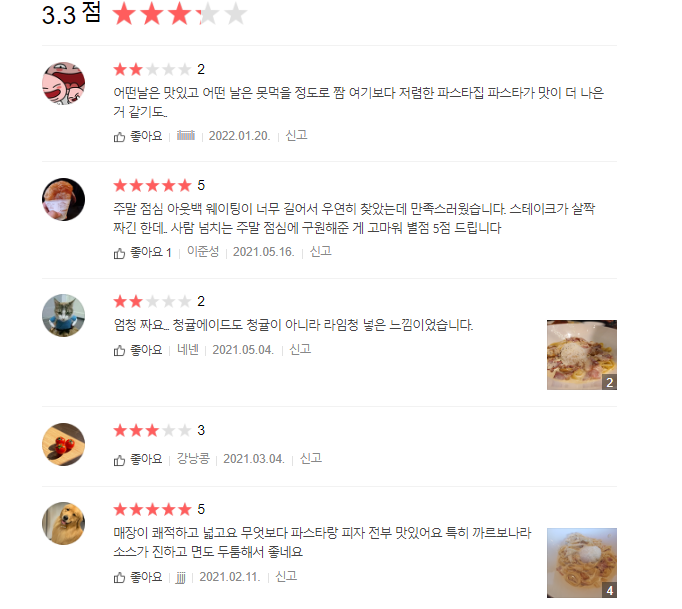 3.3 점
2
어떤날은 맛있고 어떤 날은 못먹을 정도로 짬 여기보다 저렴한 파스타집 파스타가 맛이 더 나은
거 같기도..
좋아요 2022.01.20. 신고
5
주말 점심 아웃백 웨이팅이 너무 길어서 우연히 찾았는데 만족스러웠습니다. 스테이크가 살짝
짜긴 한데.. 사람 넘치는 주말 점심에 구원해준 게 고마워 별점 5점 드립니다
좋아요 1 이준성 2021.05.16. 신고
2
엄청 짜요... 청귤에이드도 청귤이 아니라 라임청 넣은 느낌이었습니다.
좋아요 네넨 2021.05.04. 신고
2
3
좋아요 강낭콩 2021.03.04. 신고
5
매장이 쾌적하고 넓고요 무엇보다 파스타랑 피자 전부 맛있어요 특히 까르보나라
소스가 진하고 면도 두툼해서 좋네요
좋아요 jjjj 2021.02.11. 신고
4